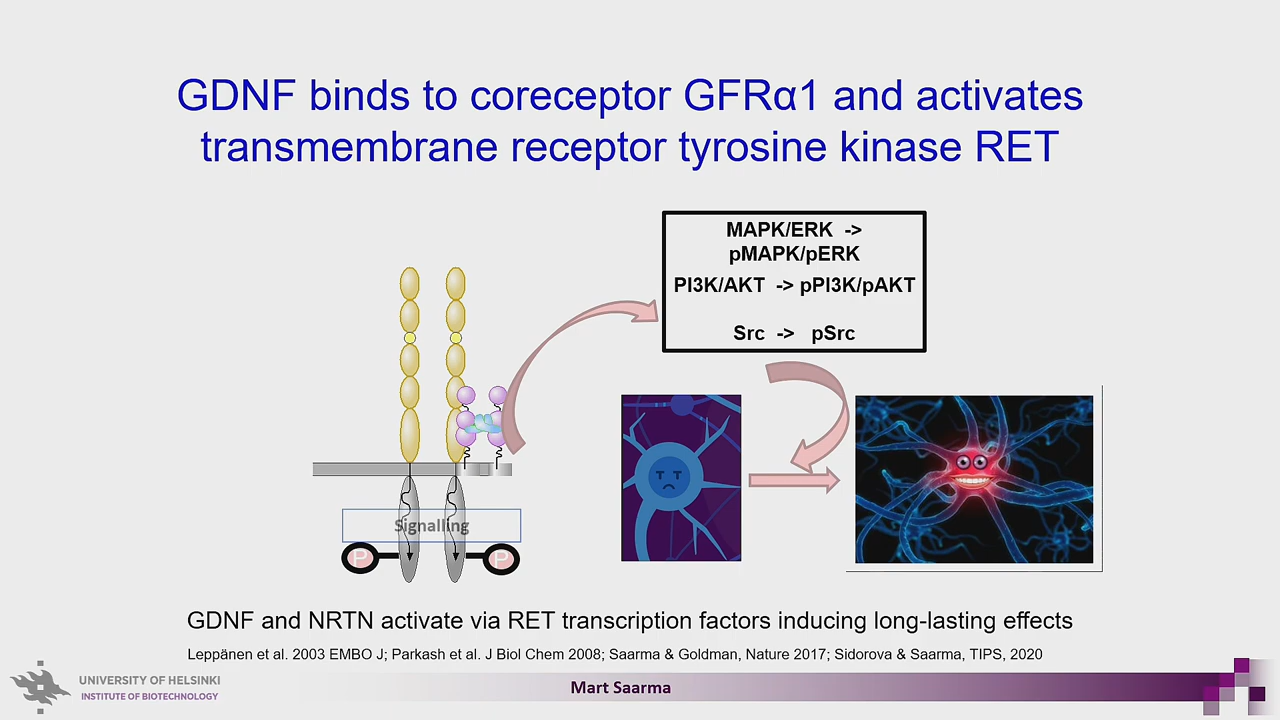 GDNF binds to coreceptor GFRα1 and activates
transmembrane receptor tyrosine kinase RET
MAPK/ERK ->
pMAPK/pERK
PI3K/AKT -> pPI3K/pAKT
Src -> pSrc
Signalling
P P
GDNF and NRTN activate via RET transcription factors inducing long-lasting effects
Leppänen et al. 2003 EMBO J; Parkash et al. J Biol Chem 2008; Saarma & Goldman, Nature 2017; Sidorova & Saarma, TIPS, 2020
UNIVERSITY OF HELSINKI
INSTITUTE OF BIOTECHNOLOGY
Mart Saarma